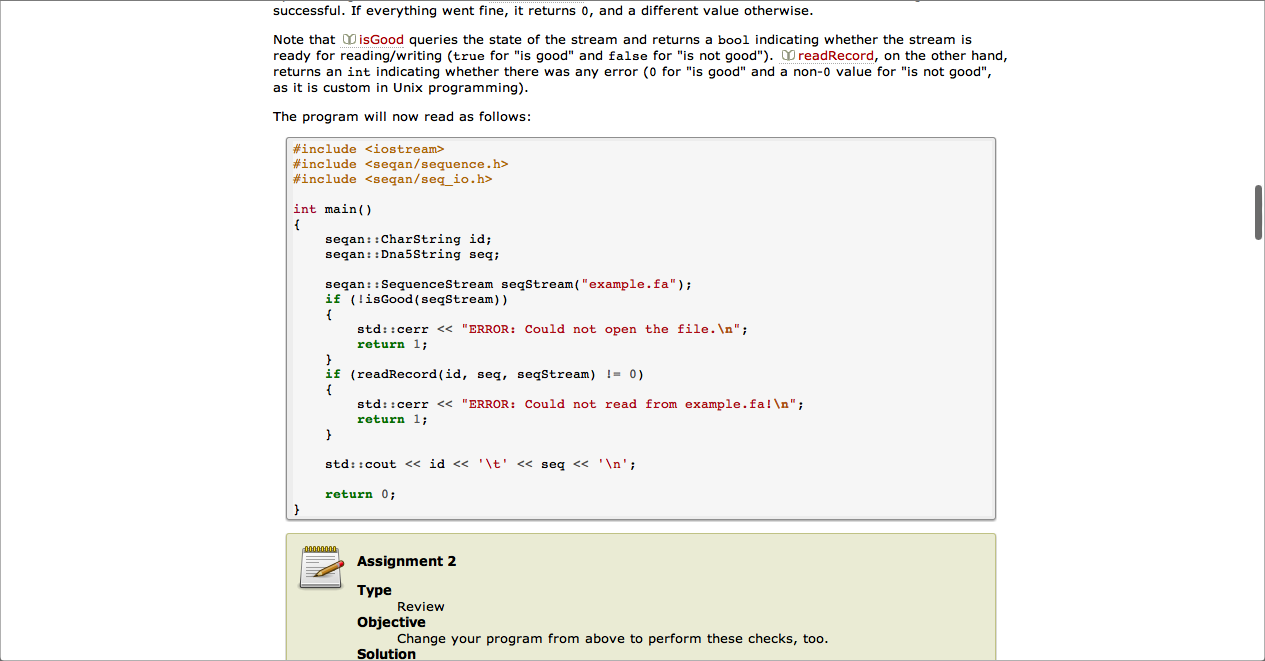 successful. If everything went fine, it returns 0, and a different value otherwise.
Note that isGood queries the state of the stream and returns a bool indicating whether the stream is
ready for reading/writing (true for "is good" and false for "is not good"). readRecord, on the other hand,
returns an int indicating whether there was any error (0 for "is good" and a non-0 value for "is not good",
as it is custom in Unix programming).
The program will now read as follows:
#include <iostream>
#include <seqan/sequence.h>
#include <seqan/seq_io.h>
int main()
{
    seqan::CharString id;
    seqan::Dna5String seq;
    seqan::SequenceStream seqStream("example.fa");
    if (!isGood(seqStream))
    {
        std::cerr << "ERROR: Could not open the file.\n";
        return 1;
    }
    if (readRecord(id, seq, seqStream) != 0)
    {
        std::cerr << "ERROR: Could not read from example.fa!\n";
        return 1;
    }
    std::cout << id << '\t' << seq << '\n';
    return 0;
}
Assignment 2
Type
Review
Objective
Change your program from above to perform these checks, too.
Solution